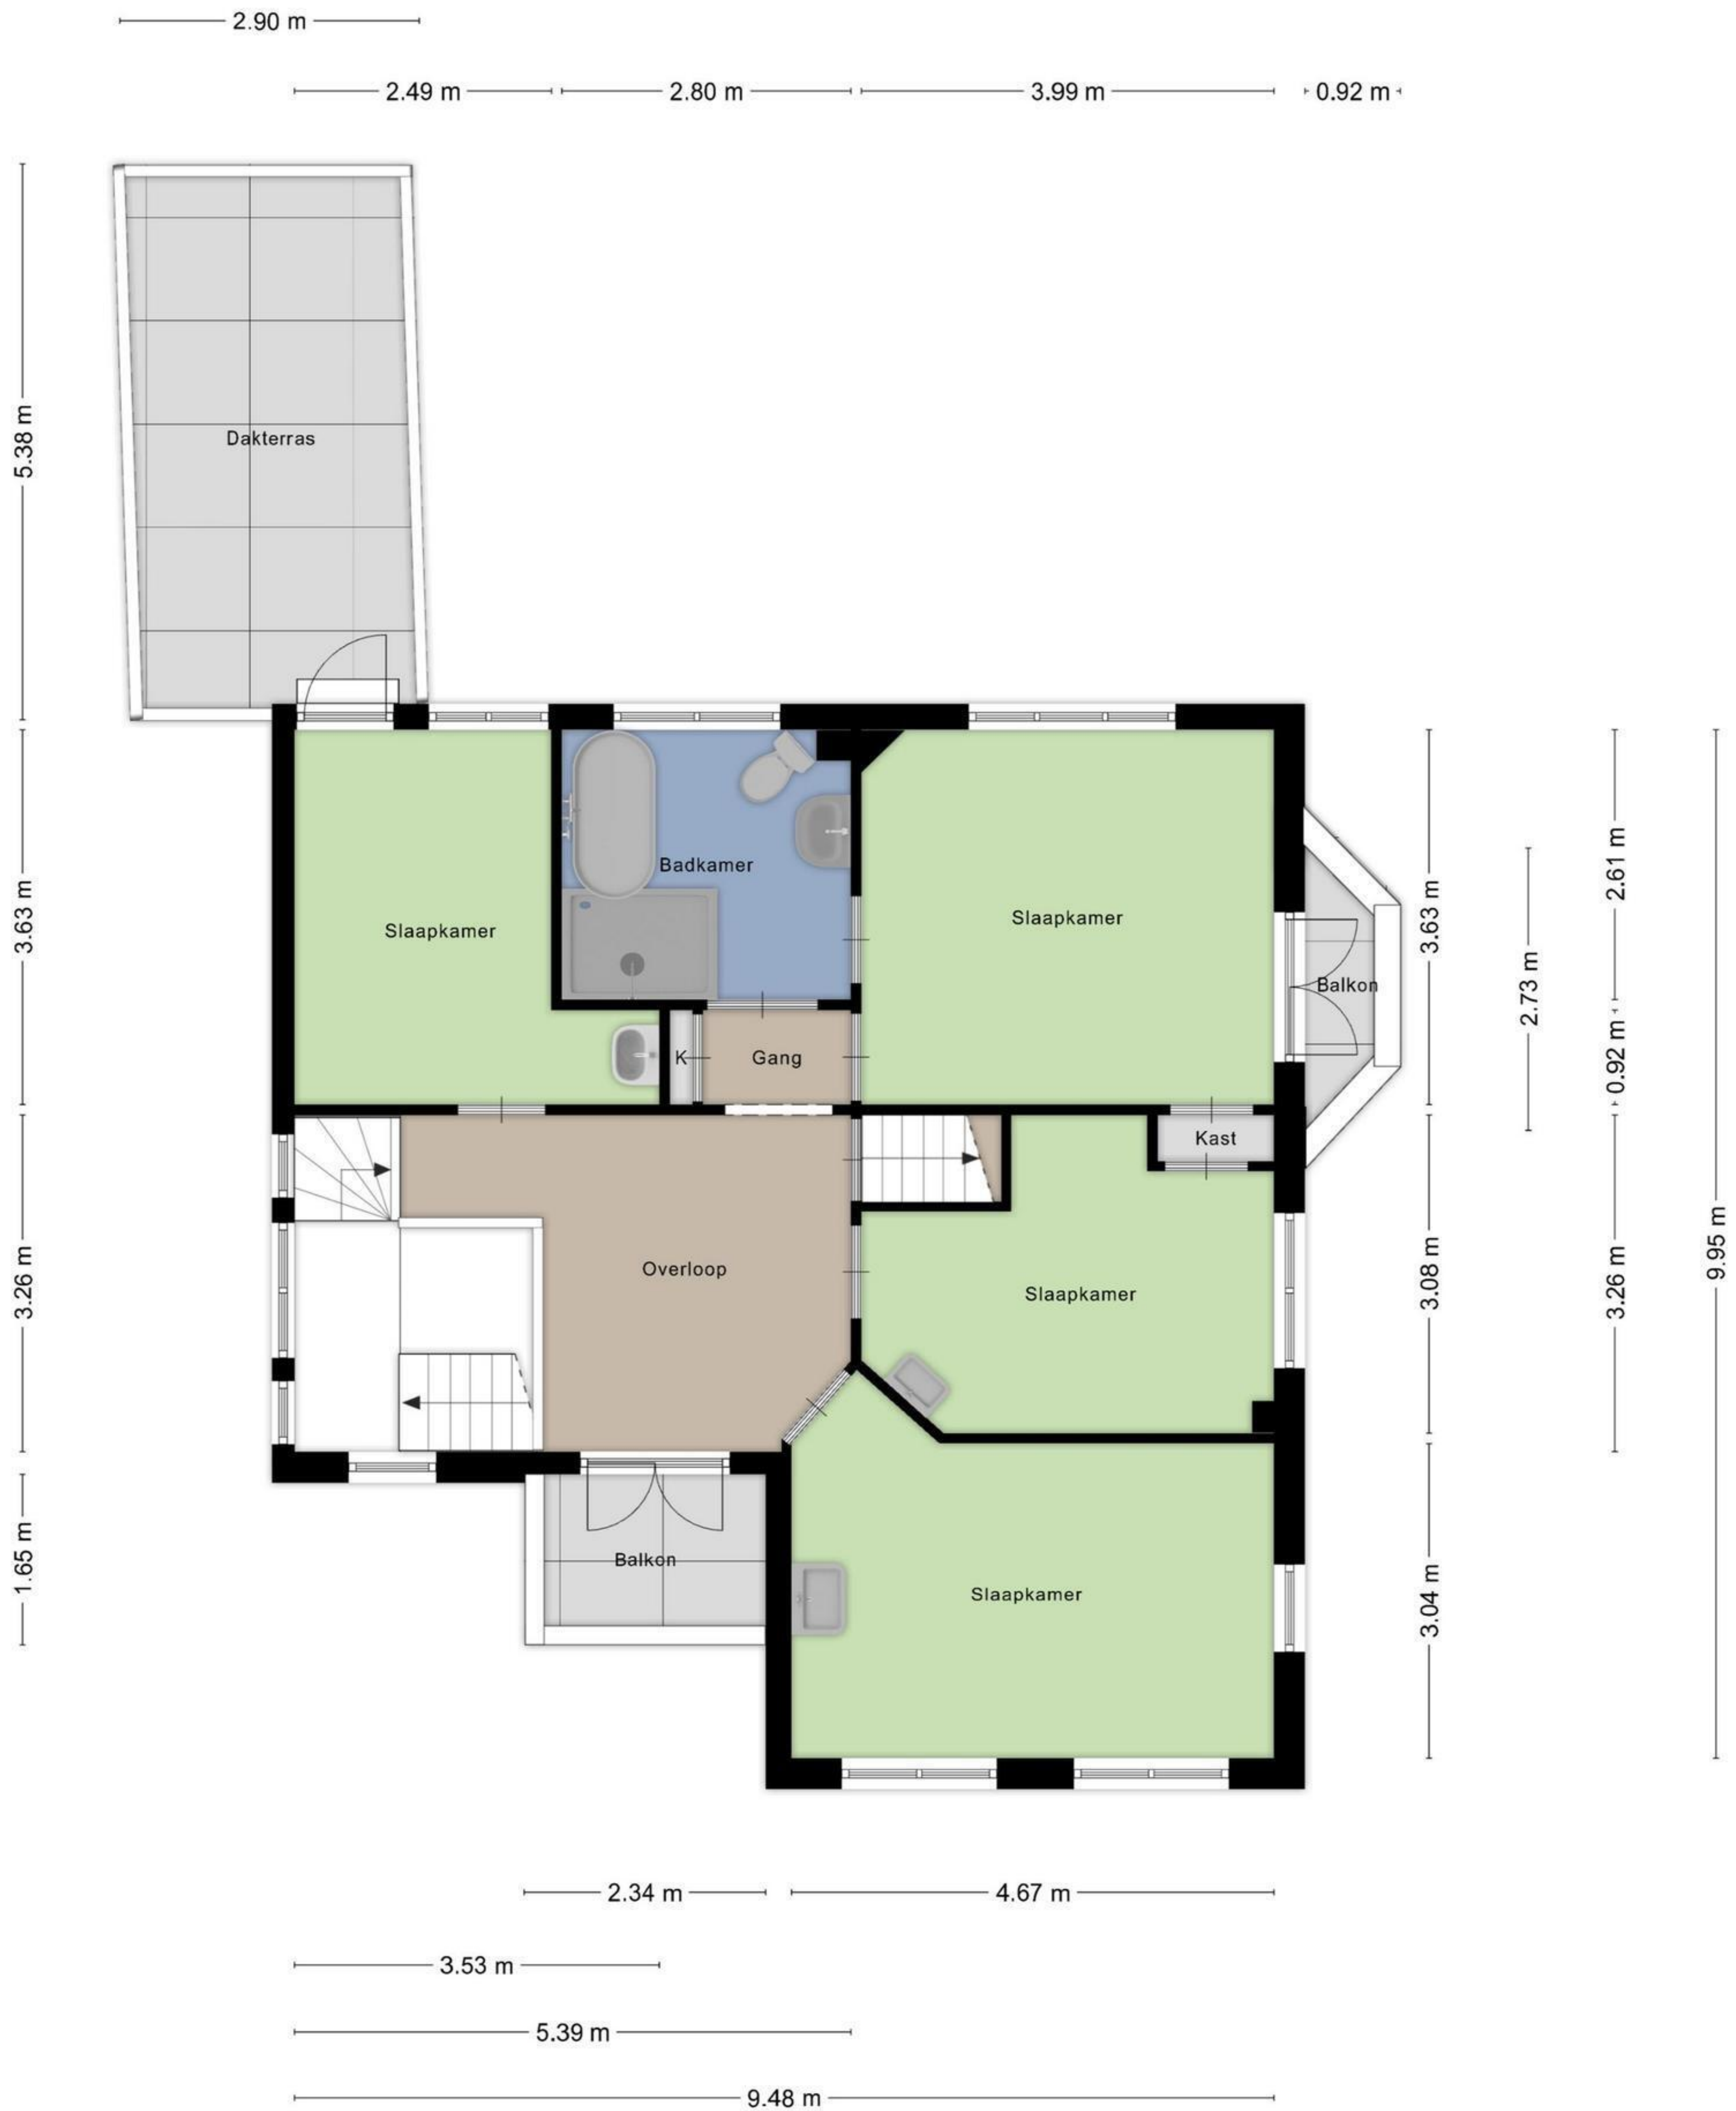 2.90 m
2.49 m
2.80 m
3.99 m
0.92 m
5.38 m
Dakterras
3.63 m
Slaapkamer
Badkamer
Slaapkamer
Balkon
3.63 m
2.73 m
2.61 m
0.92 m
K
Gang
Kast
3.26 m
Overloop
Slaapkamer
3.08 m
3.26 m
9.95 m
1.65 m
Balkon
Slaapkamer
3.04 m
2.34 m
4.67 m
3.53 m
5.39 m
9.48 m